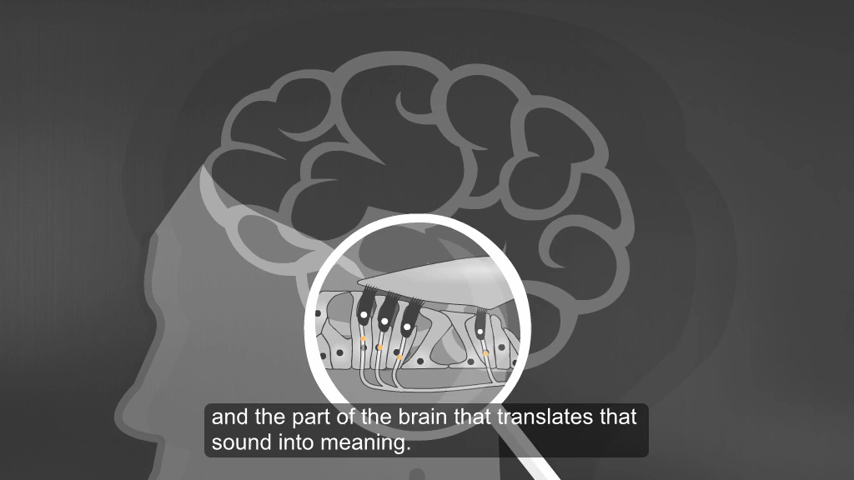 and the part of the brain that translates that
sound into meaning.